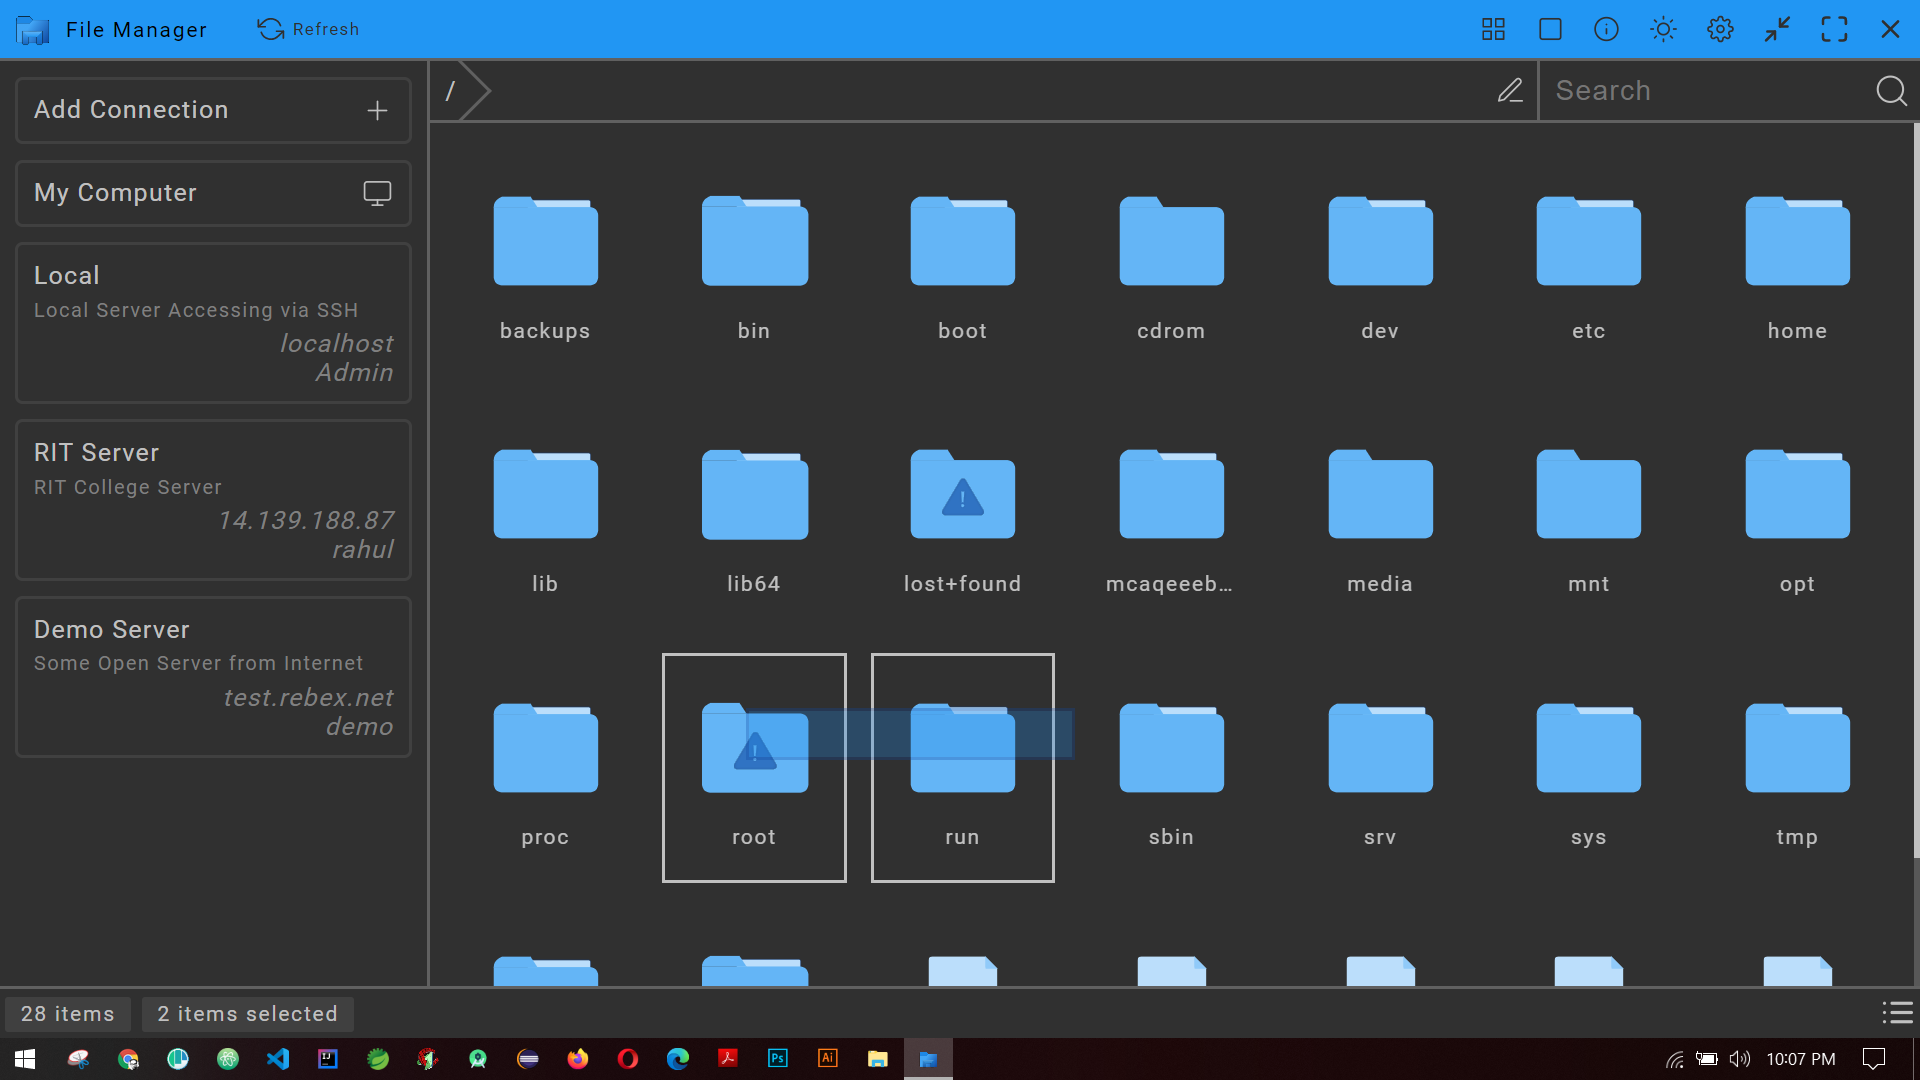 File Manager
Refresh
Add Connection
My Computer
Local
Local Server Accessing via SSH
localhost
Admin
RIT Server
RIT College Server
14.139.188.87
rahul
Demo Server
Some Open Server from Internet
test.rebex.net
demo
/
Search
backups bin boot cdrom dev etc home
lib lib64 lost+found mcaqeeeb... media mnt opt
proc root run sbin srv sys tmp
28 items
2 items selected
IJ
Ps
Ai
10:07 PM